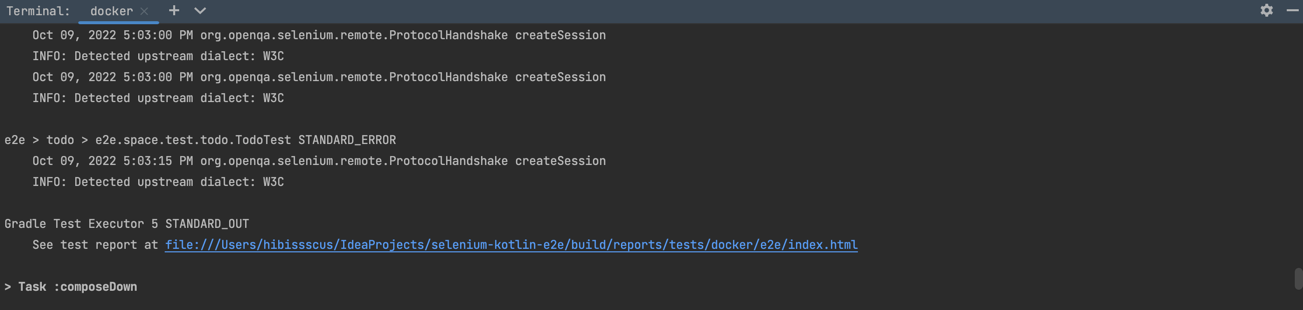 Terminal: docker
Oct 09, 2022 5:03:00 PM org.openqa.selenium.remote.ProtocolHandshake createSession
INFO: Detected upstream dialect: W3C
Oct 09, 2022 5:03:00 PM org.openqa.selenium.remote.ProtocolHandshake createSession
INFO: Detected upstream dialect: W3C
e2e > todo > e2e.space.test.todo.TodoTest STANDARD_ERROR
Oct 09, 2022 5:03:15 PM org.openqa.selenium.remote.ProtocolHandshake createSession
INFO: Detected upstream dialect: W3C
Gradle Test Executor 5 STANDARD_OUT
See test report at file:///Users/hibissscus/IdeaProjects/selenium-kotlin-e2e/build/reports/tests/docker/e2e/index.html
> Task :composeDown